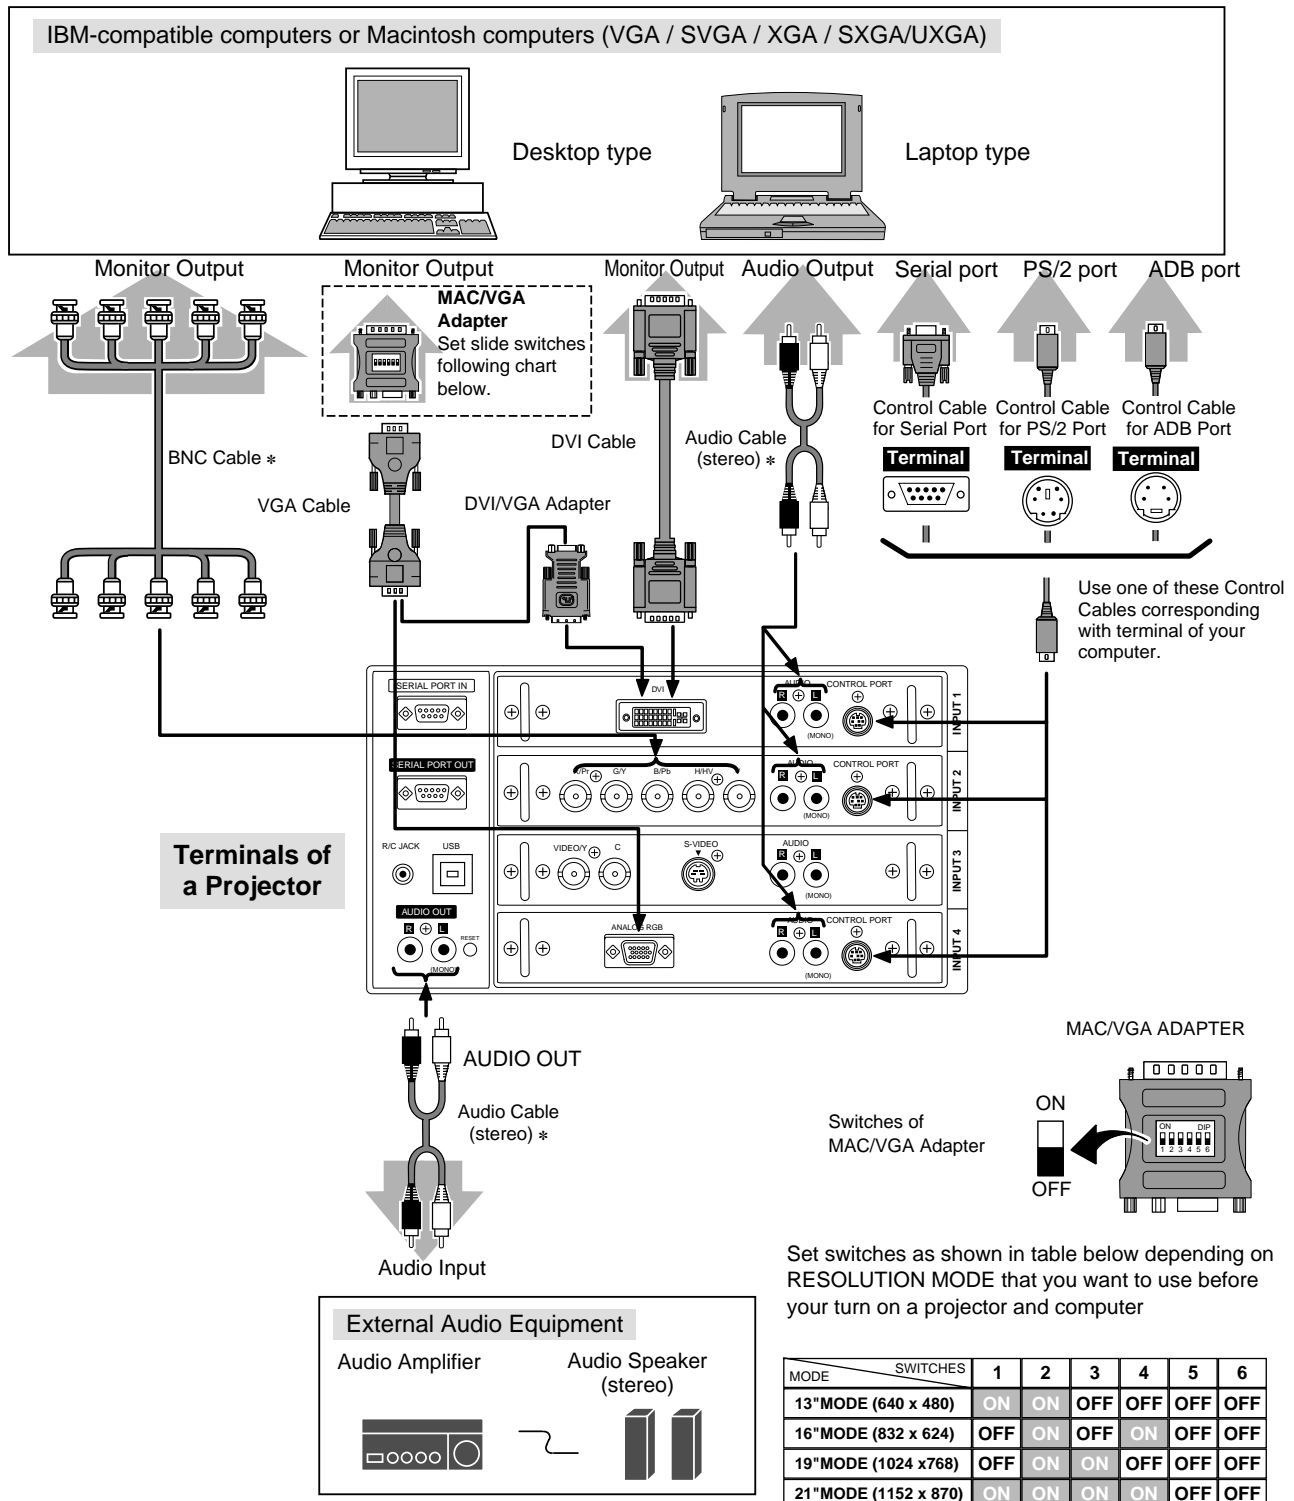 IBM-compatible computers or Macintosh computers (VGA / SVGA / XGA / SXGA/UXGA)
Desktop type
Laptop type
Monitor Output
Monitor Output
Monitor Output
Audio Output
Serial port
PS/2 port
ADB port
MAC/VGA
Adapter
Set slide switches
following chart
below.
Control Cable
for Serial Port
Control Cable
for PS/2 Port
Control Cable
for ADB Port
Terminal
Terminal
Terminal
BNC Cable *
VGA Cable
DVI/VGA Adapter
DVI Cable
Audio Cable
(stereo) *
Use one of these Control
Cables corresponding
with terminal of your
computer.
Terminals of
a Projector
SERIAL PORT IN
SERIAL PORT OUT
R/C JACK
USB
AUDIO OUT
R
L
RESET
(MONO)
DVI
AUDIO
R
L
(MONO)
CONTROL PORT
INPUT 1
R/Pr
G/Y
B/Pb
H/HV
AUDIO
R
L
(MONO)
CONTROL PORT
INPUT 2
VIDEO/Y
C
S-VIDEO
AUDIO
R
L
(MONO)
INPUT 3
ANALOG RGB
AUDIO
R
L
(MONO)
CONTROL PORT
INPUT 4
AUDIO OUT
Audio Cable
(stereo) *
Audio Input
External Audio Equipment
Audio Amplifier
Audio Speaker
(stereo)
MAC/VGA ADAPTER
Switches of
MAC/VGA Adapter
ON
OFF
ON DIP
1 2 3 4 5 6
Set switches as shown in table below depending on
RESOLUTION MODE that you want to use before
your turn on a projector and computer
MODE SWITCHES 1 2 3 4 5 6
13"MODE (640 x 480) ON ON OFF OFF OFF OFF
16"MODE (832 x 624) OFF ON OFF ON OFF OFF
19"MODE (1024 x768) OFF ON ON OFF OFF OFF
21"MODE (1152 x 870) ON ON ON ON OFF OFF